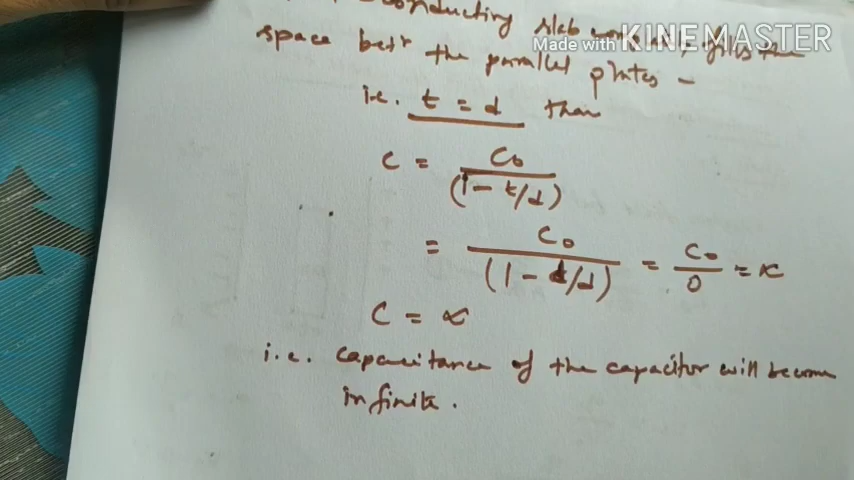 conducting slab
space betn the parallel plates –
i.e. t = d than
C = C₀ / (1 – t/d)
= C₀ / (1 – d/d) = C₀ / 0 = ∝
C = ∝
i.e. capacitance of the capacitor will become
infinite.
Made with KINEMASTER